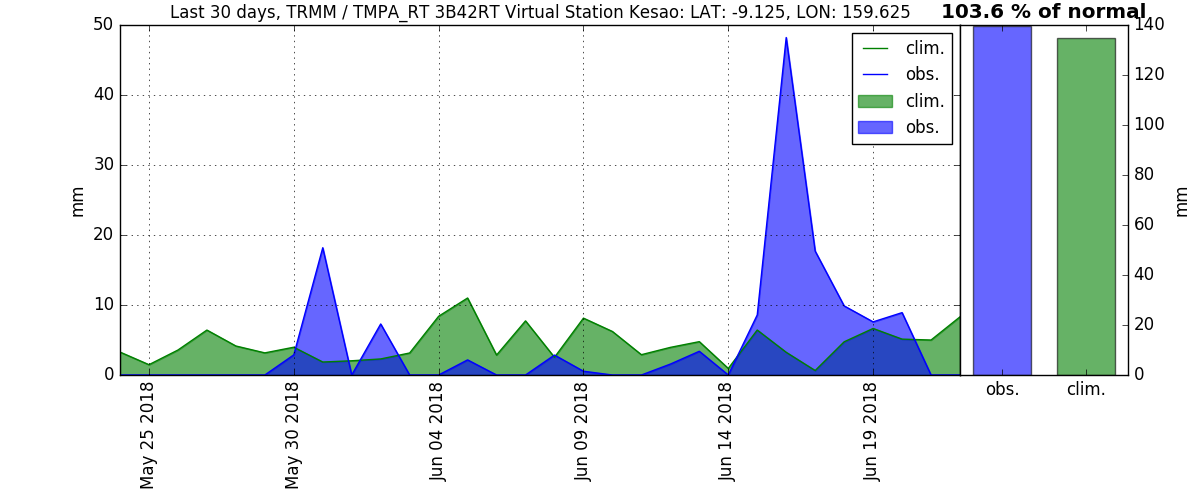 Last 30 days, TRMM / TMPA_RT 3B42RT Virtual Station Kesao: LAT: -9.125, LON: 159.625
103.6 % of normal
50
40
30
20
10
0
mm
clim.
obs.
clim.
obs.
140
120
100
80
60
40
20
0
mm
obs.
clim.
May 25 2018
May 30 2018
Jun 04 2018
Jun 09 2018
Jun 14 2018
Jun 19 2018